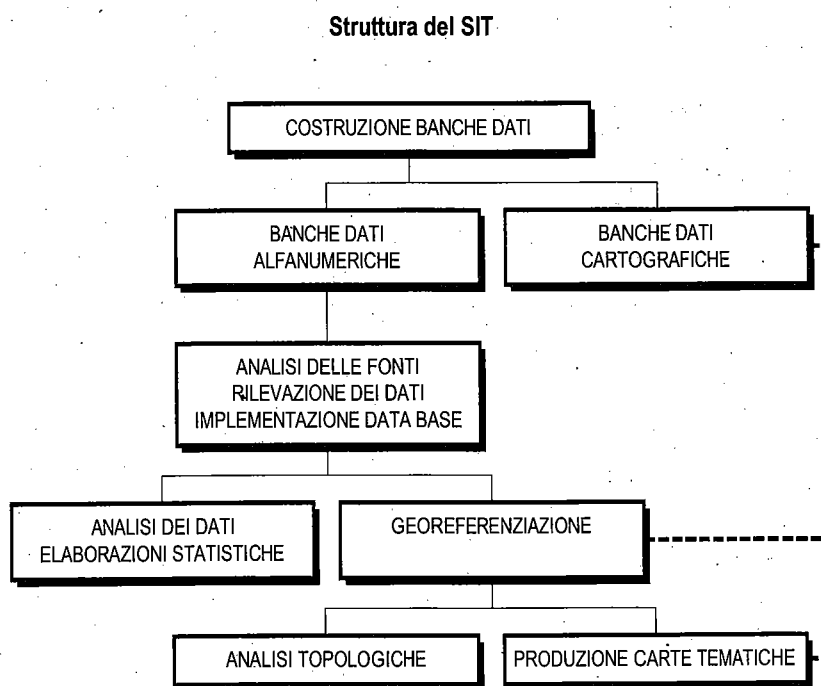 Struttura del SIT
COSTRUZIONE BANCHE DATI
BANCHE DATI
ALFANUMERICHE
BANCHE DATI
CARTOGRAFICHE
ANALISI DELLE FONTI
RILEVAZIONE DEI DATI
IMPLEMENTAZIONE DATA BASE
ANALISI DEI DATI
ELABORAZIONI STATISTICHE
GEOREFERENZIAZIONE
ANALISI TOPOLOGICHE
PRODUZIONE CARTE TEMATICHE